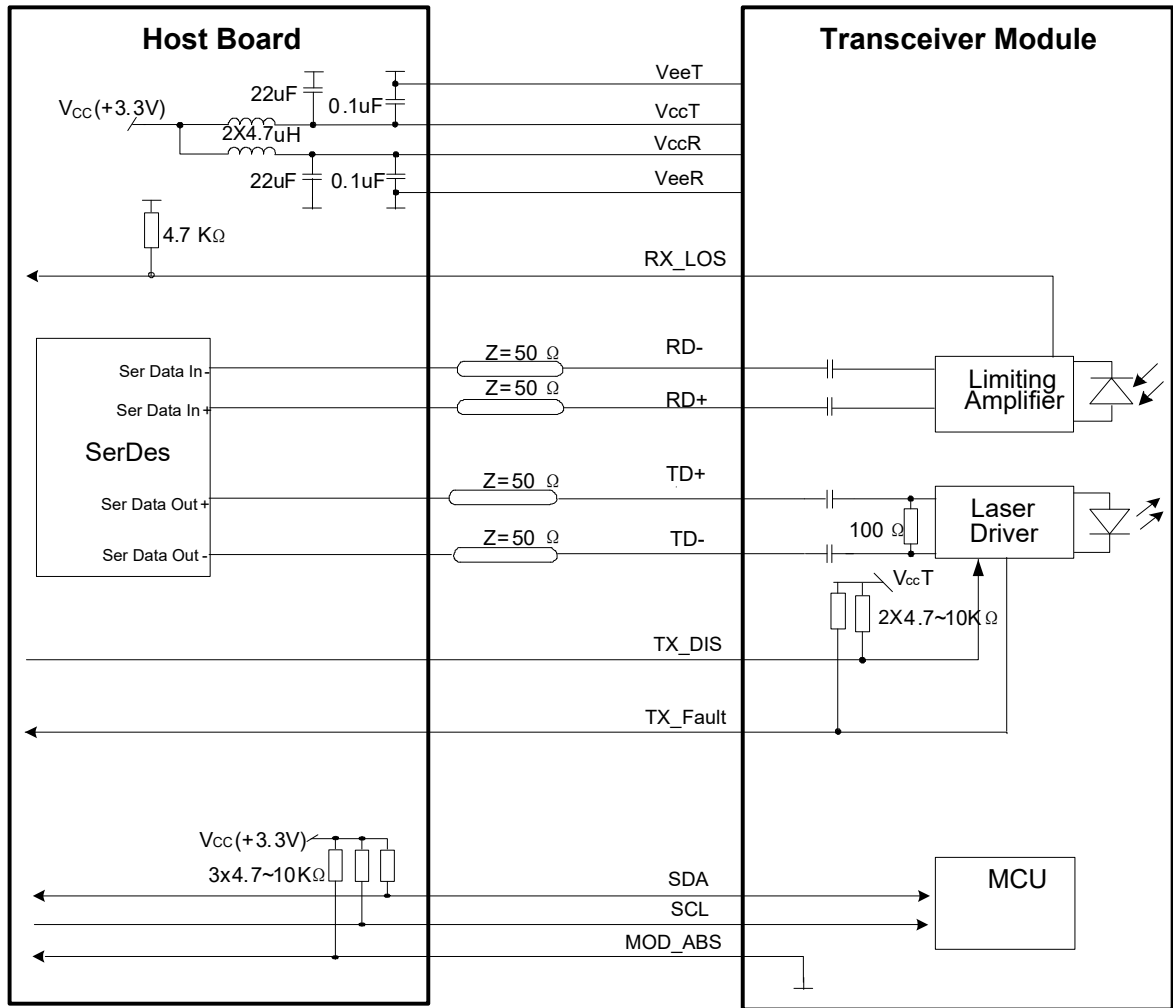 Host Board
Transceiver Module
VeeT
22uF
0.1uF
VCC(+3.3V)
VccT
2X4.7uH
VccR
22uF
0.1uF
VeeR
4.7 KΩ
RX_LOS
Z=50 Ω
RD-
Ser Data In-
Limiting
Amplifier
Z=50 Ω
RD+
Ser Data In+
SerDes
Z=50 Ω
TD+
Ser Data Out+
Laser
Driver
100 Ω
Z=50 Ω
TD-
Ser Data Out-
VccT
2X4.7~10KΩ
TX_DIS
TX_Fault
VCC(+3.3V)
3x4.7~10KΩ
SDA
MCU
SCL
MOD_ABS